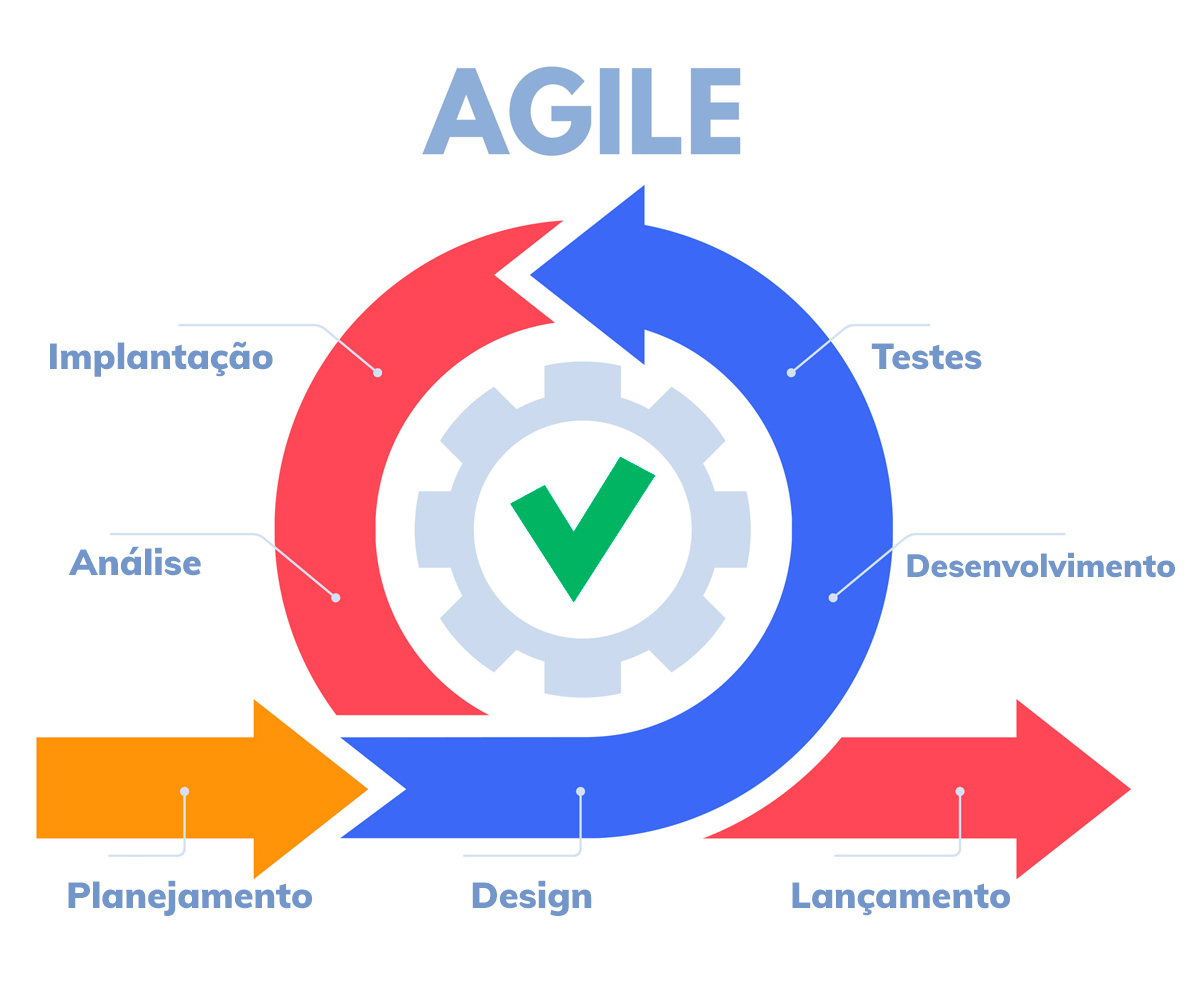 AGILE
Implantação
Testes
Análise
Desenvolvimento
Planejamento
Design
Lançamento